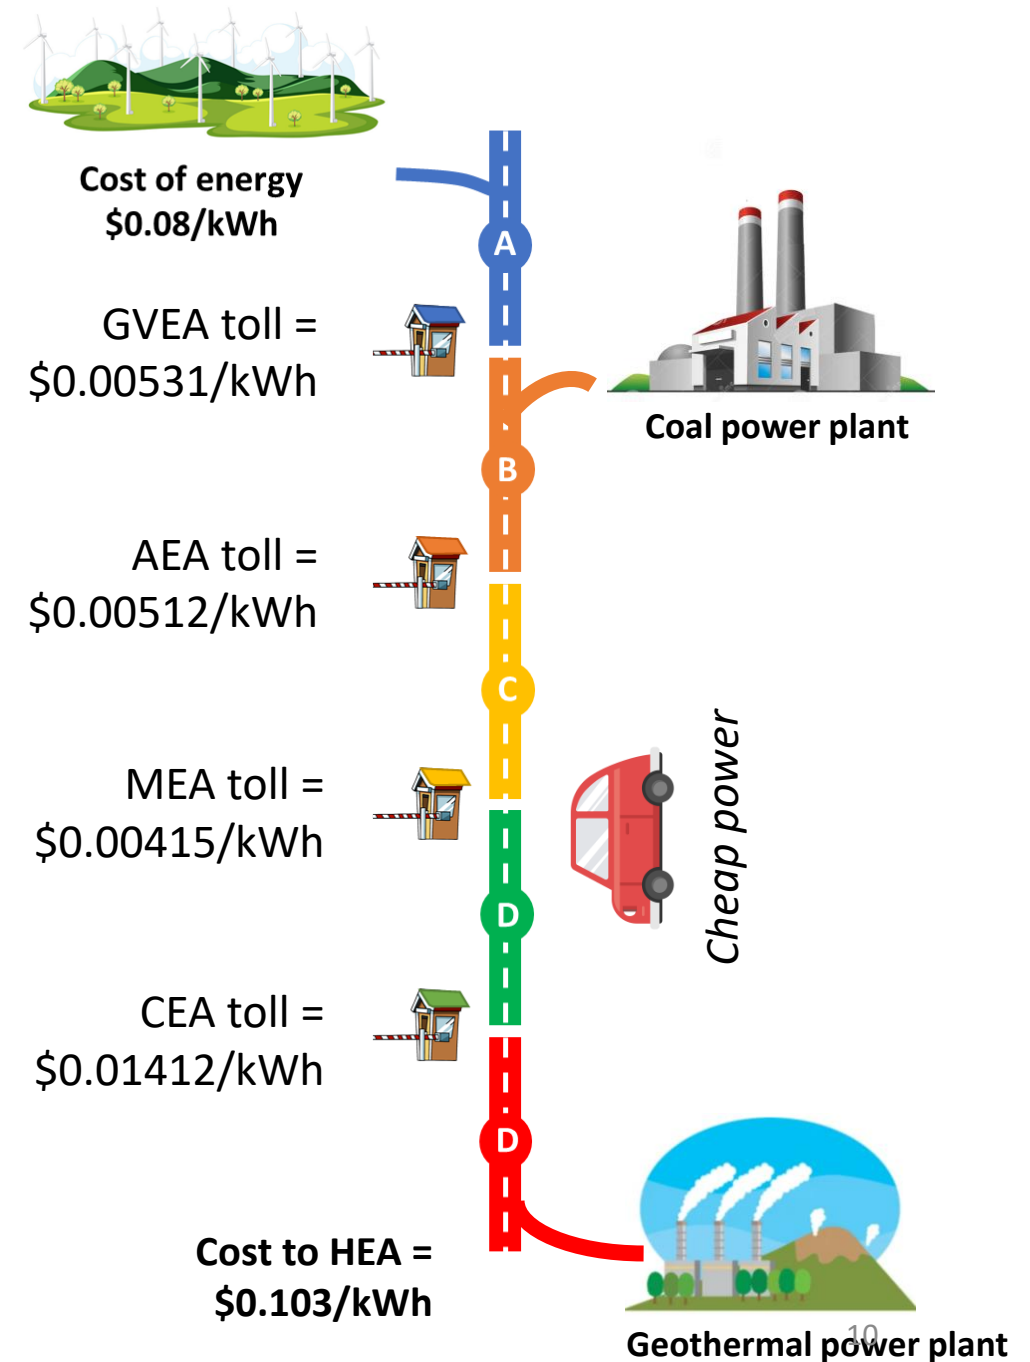 Cost of energy
$0.08/kWh
A
GVEA toll =
$0.00531/kWh
Coal power plant
B
AEA toll =
$0.00512/kWh
C
MEA toll =
$0.00415/kWh
Cheap power
D
CEA toll =
$0.01412/kWh
D
Cost to HEA =
$0.103/kWh
10
Geothermal power plant